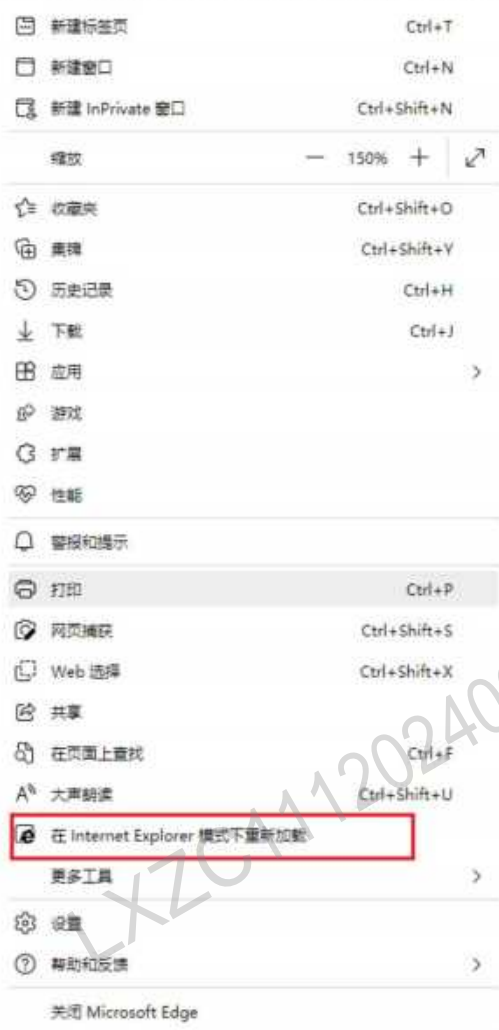 新建标签页 Ctrl+T
新建窗口 Ctrl+N
新建 InPrivate 窗口 Ctrl+Shift+N
缩放 — 150% +
收藏夹 Ctrl+Shift+O
集锦 Ctrl+Shift+Y
历史记录 Ctrl+H
下载 Ctrl+J
应用
游戏
扩展
性能
警报和提示
打印 Ctrl+P
网页捕获 Ctrl+Shift+S
Web 选择 Ctrl+Shift+X
共享
在页面上查找 Ctrl+F
大声朗读 Ctrl+Shift+U
在 Internet Explorer 模式下重新加载
更多工具
设置
帮助和反馈
关闭 Microsoft Edge
LXZC11120240